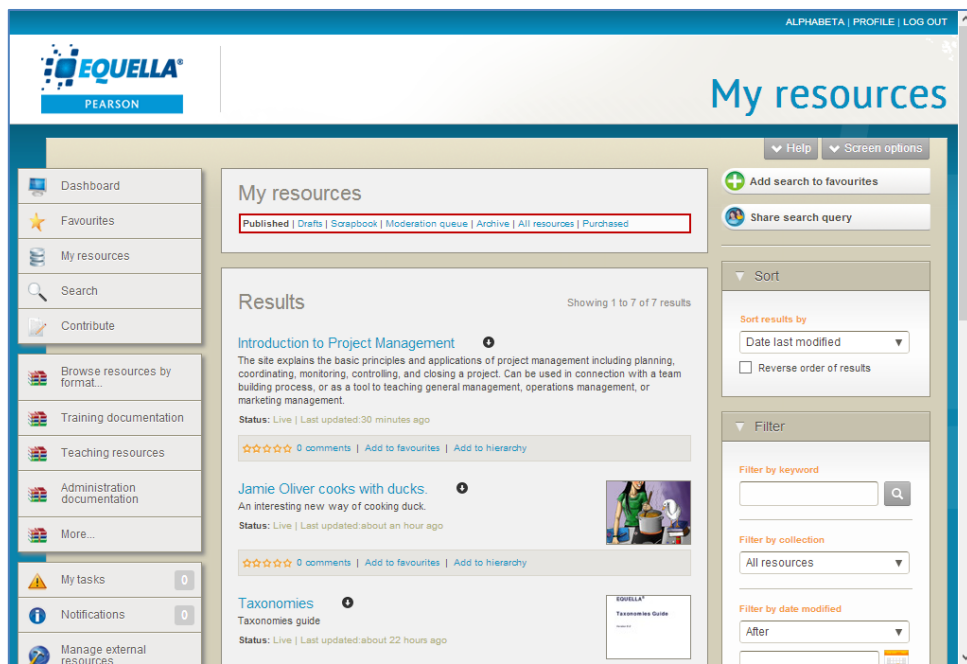 ALPHABETA | PROFILE | LOG OUT
EQUELLA®
PEARSON
My resources
Help
Screen options
Dashboard
Favourites
My resources
Search
Contribute
Browse resources by
format...
Training documentation
Teaching resources
Administration
documentation
More...
My tasks 0
Notifications 0
Manage external
resources
My resources
Published | Drafts | Scrapbook | Moderation queue | Archive | All resources | Purchased
Results
Showing 1 to 7 of 7 results
Introduction to Project Management
The site explains the basic principles and applications of project management including planning,
coordinating, monitoring, controlling, and closing a project. Can be used in connection with a team
building process, or as a tool to teaching general management, operations management, or
marketing management.
Status: Live | Last updated:30 minutes ago
0 comments | Add to favourites | Add to hierarchy
Jamie Oliver cooks with ducks.
An interesting new way of cooking duck.
Status: Live | Last updated:about an hour ago
0 comments | Add to favourites | Add to hierarchy
Taxonomies
Taxonomies guide
Status: Live | Last updated:about 22 hours ago
EQUELLA®
Taxonomies Guide
Add search to favourites
Share search query
Sort
Sort results by
Date last modified
Reverse order of results
Filter
Filter by keyword
Filter by collection
All resources
Filter by date modified
After